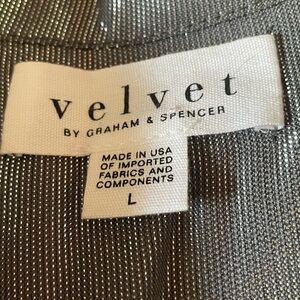 velvet
BY GRAHAM & SPENCER
MADE IN USA
OF IMPORTED
FABRICS AND
COMPONENTS
L